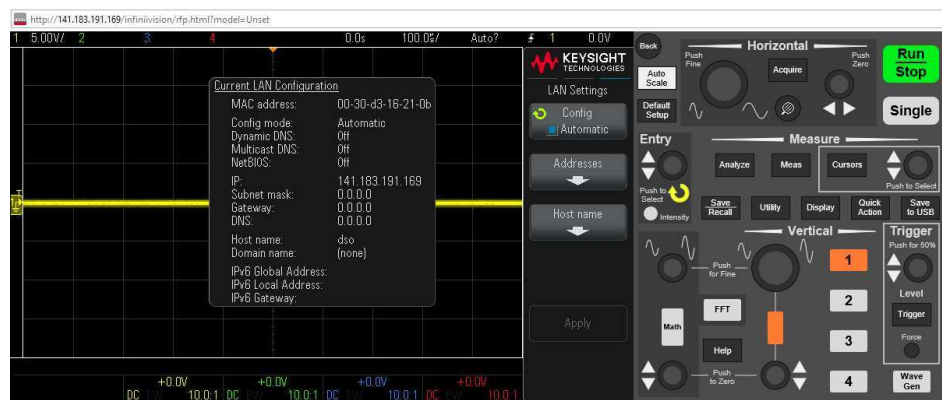 http://141.183.191.169/infiniivision/rfp.html?model=Unset
1 5.00V/ 2 3 4 0.0s 100.0s/ Auto? 1 0.0V
KEYSIGHT
TECHNOLOGIES
LAN Settings
Config
Automatic
Addresses
Host name
Apply
Current LAN Configuration
MAC address: 00-30-d3-16-21-0b
Config mode: Automatic
Dynamic DNS: Off
Multicast DNS: Off
NetBIOS: Off
IP: 141.183.191.169
Subnet mask: 0.0.0.0
Gateway: 0.0.0.0
DNS: 0.0.0.0
Host name: dso
Domain name: (none)
IPv6 Global Address:
IPv6 Local Address:
IPv6 Gateway:
+0.0V +0.0V +0.0V +0.0V
DC BW 10.0:1 DC BW 10.0:1 DC BW 10.0:1 DC BW 10.0:1
Back
Horizontal
Push
Fine
Push
Zero
Run
Stop
Auto
Scale
Acquire
Default
Setup
Single
Entry
Measure
Analyze
Meas
Cursors
Push to Select
Push to
Select
Intensity
Save
Recall
Utility
Display
Quick
Action
Save
to USB
Vertical
Trigger
Push for 50%
Push
for Fine
1
Level
FFT
2
Trigger
Math
3
Force
Help
Push
to Zero
4
Wave
Gen